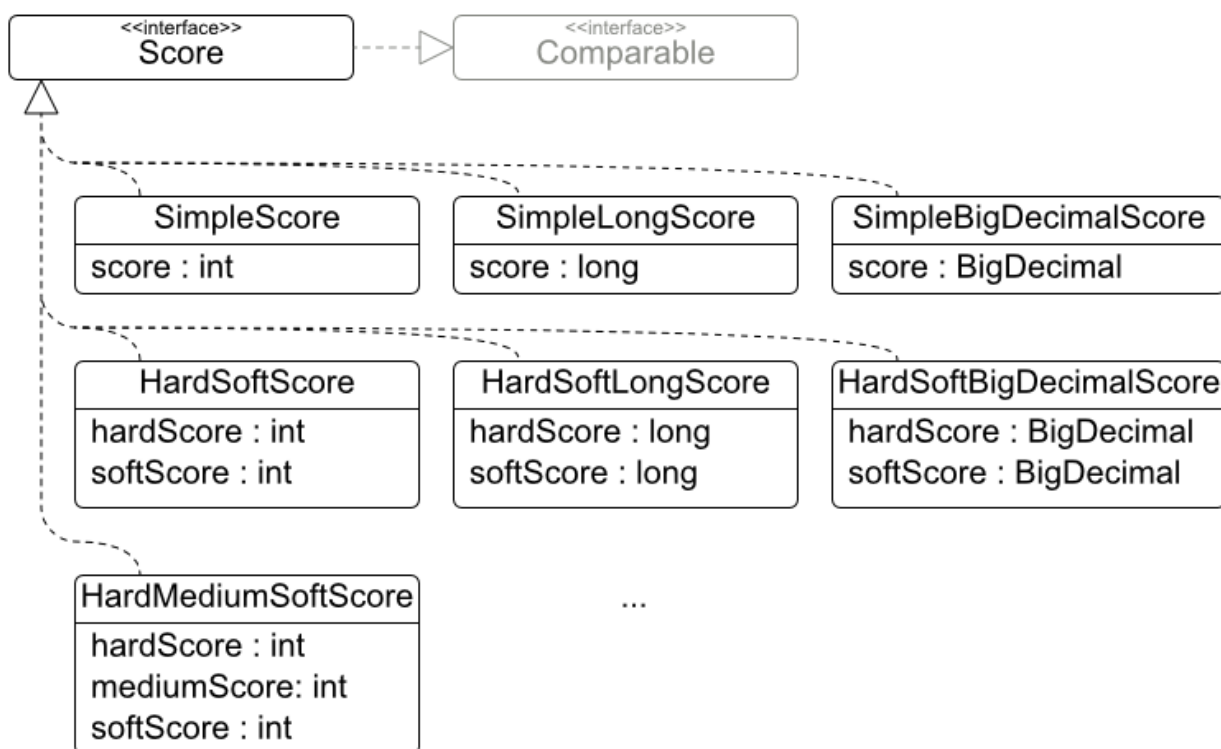 <<interface>>
Score
<<interface>>
Comparable
SimpleScore
score : int
SimpleLongScore
score : long
SimpleBigDecimalScore
score : BigDecimal
HardSoftScore
hardScore : int
softScore : int
HardSoftLongScore
hardScore : long
softScore : long
HardSoftBigDecimalScore
hardScore : BigDecimal
softScore : BigDecimal
HardMediumSoftScore
hardScore : int
mediumScore: int
softScore : int
...